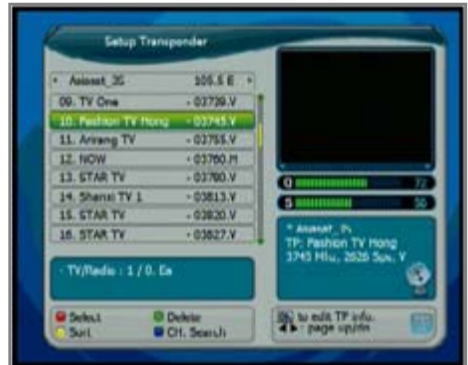 Setup Transponder
Asiasat_3S 105.5 E
09. TV One - 03739.V
10. Fashion TV Hong - 03745.V
11. Arirang TV - 03755.V
12. NOW - 03760.H
13. STAR TV - 03780.V
14. Shanxi TV 1 - 03813.V
15. STAR TV - 03820.V
16. STAR TV - 03827.V
Q 72
S 50
TP: Fashion TV Hong
3745 MHz, 2626 Sps, V
- TV/Radio : 1 / 0. Ea
Select Delete
Sort CH. Search
OK to edit TP info.
- page up/dn